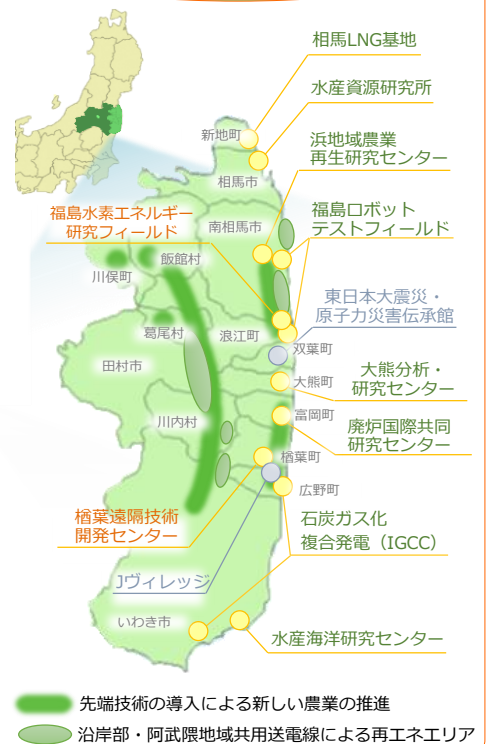 相馬LNG基地
水産資源研究所
新地町
浜地域農業
再生研究センター
相馬市
福島水素エネルギー
研究フィールド
南相馬市
福島ロボット
テストフィールド
飯館村
川俣町
東日本大震災・
原子力災害伝承館
葛尾村
浪江町
双葉町
田村市
大熊町
大熊分析・
研究センター
富岡町
川内村
廃炉国際共同
研究センター
楢葉町
広野町
楢葉遠隔技術
開発センター
石炭ガス化
複合発電（IGCC）
Jヴィレッジ
いわき市
水産海洋研究センター
先端技術の導入による新しい農業の推進
沿岸部・阿武隈地域共用送電線による再エネエリア